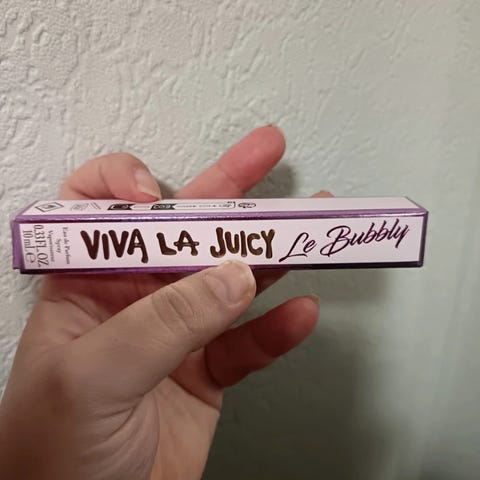 VIVA LA JUICY Le Bubbly
Eau de Parfum
Spray
Vaporisateur
0.33 FL. OZ.
10 ml ℮